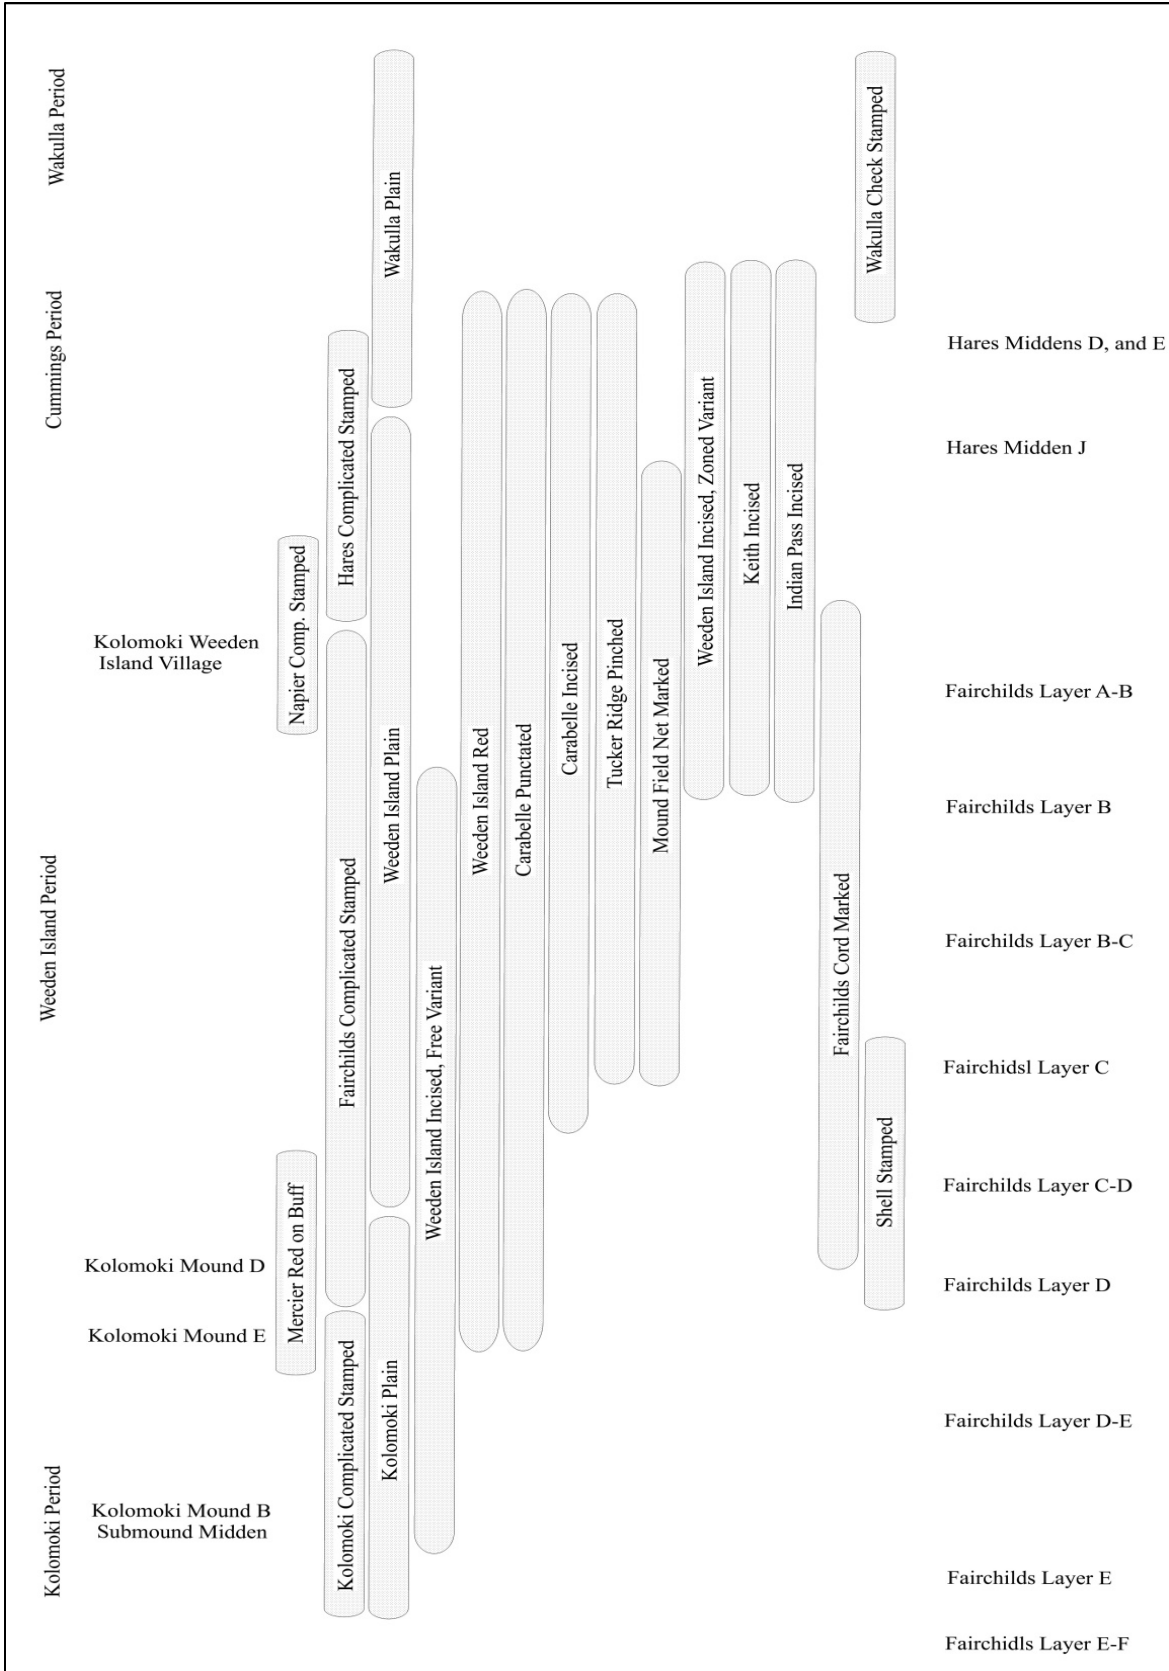 Wakulla Period
Cummings Period
Weeden Island Period
Kolomoki Period
Kolomoki Weeden
Island Village
Kolomoki Mound D
Kolomoki Mound E
Kolomoki Mound B
Submound Midden
Napier Comp. Stamped
Mercier Red on Buff
Hares Complicated Stamped
Fairchilds Complicated Stamped
Kolomoki Complicated Stamped
Wakulla Plain
Weeden Island Plain
Kolomoki Plain
Weeden Island Incised, Free Variant
Weeden Island Red
Carabelle Punctated
Carabelle Incised
Tucker Ridge Pinched
Mound Field Net Marked
Weeden Island Incised, Zoned Variant
Keith Incised
Indian Pass Incised
Fairchilds Cord Marked
Wakulla Check Stamped
Shell Stamped
Hares Middens D, and E
Hares Midden J
Fairchilds Layer A-B
Fairchilds Layer B
Fairchilds Layer B-C
Fairchidsl Layer C
Fairchilds Layer C-D
Fairchilds Layer D
Fairchilds Layer D-E
Fairchilds Layer E
Fairchidls Layer E-F